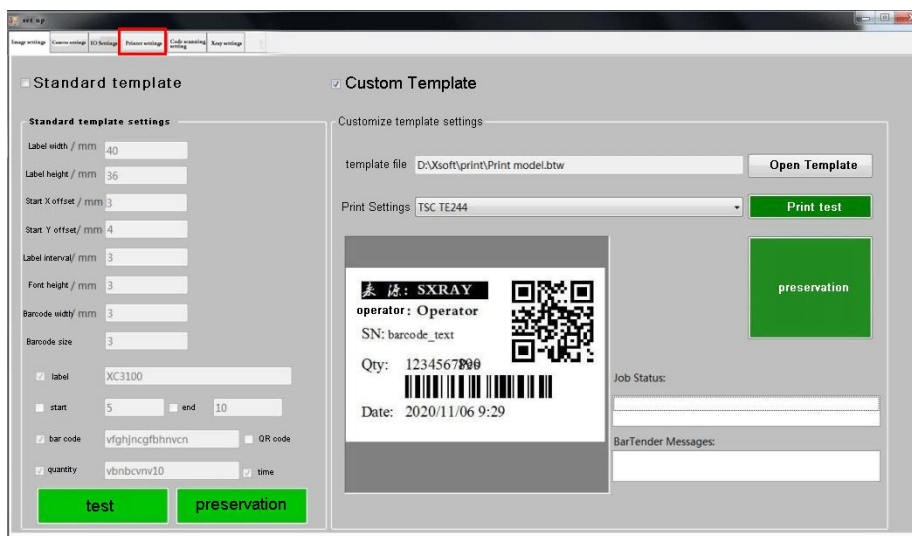 set up
Image settings Camera settings IO Settings Printer settings Code scanning setting Xray settings
Standard template
Custom Template
Standard template settings
Label width / mm 40
Label height / mm 36
Start X offset / mm 3
Start Y offset/ mm 4
Label interval/ mm 3
Font height / mm 3
Barcode width/ mm 3
Barcode size 3
label XC3100
start 5 end 10
bar code vfghjncgfbhnvcn QR code
quantity vbnbcvnv10 time
test preservation
Customize template settings
template file D:\Xsoft\print\Print model.btw Open Template
Print Settings TSC TE244 Print test
preservation
来 源: SXRAY
operator: Operator
SN: barcode_text
Qty: 1234567
Date: 2020/11/06 9:29
Job Status:
BarTender Messages: